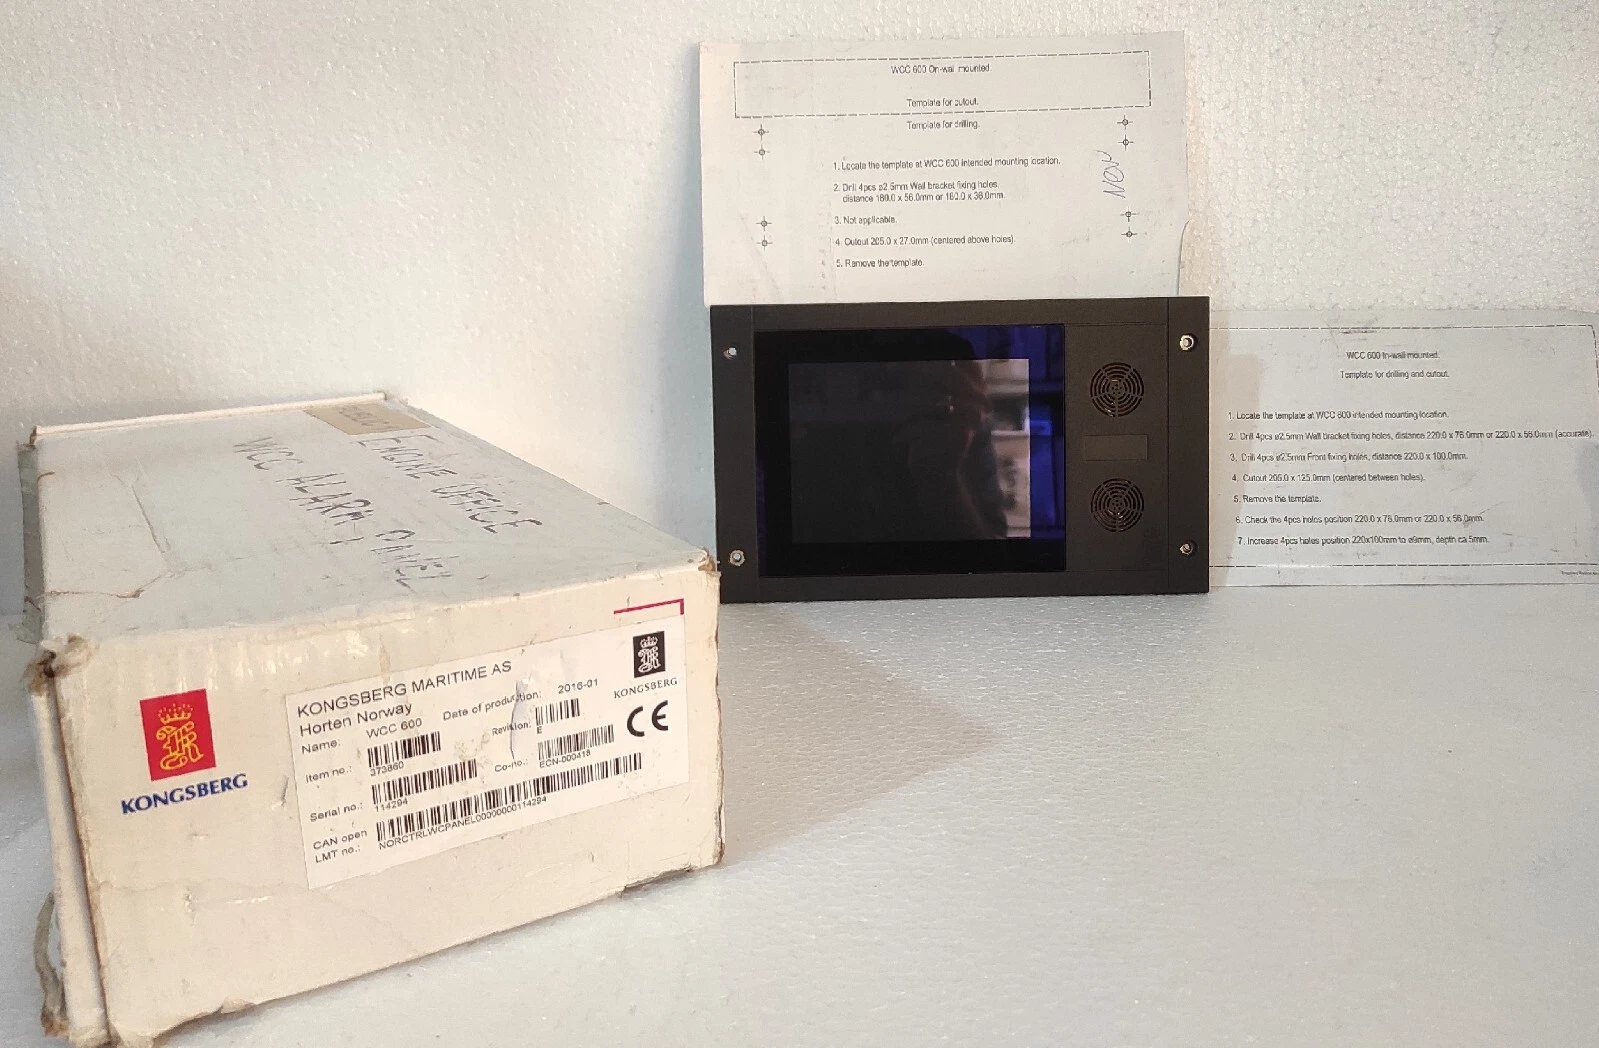 WCC 600 On-wall mounted.
Template for cutout.
Template for drilling.
1. Locate the template at WCC 600 intended mounting location.
2. Drill 4pcs ø2.5mm Wall bracket fixing holes.
distance 180.0 x 56.0mm or 180.0 x 36.0mm.
3. Not applicable.
4. Cutout 205.0 x 27.0mm (centered above holes).
5. Remove the template.
WCC 600 In-wall mounted.
Template for drilling and cutout.
1. Locate the template at WCC 600 intended mounting location.
2. Drill 4pcs ø2.5mm Wall bracket fixing holes, distance 220.0 x 76.0mm or 220.0 x 56.0mm (accurate).
3. Drill 4pcs ø2.5mm Front fixing holes, distance 220.0 x 100.0mm.
4. Cutout 205.0 x 125.0mm (centered between holes).
5. Remove the template.
6. Check the 4pcs holes position 220.0 x 76.0mm or 220.0 x 56.0mm.
7. Increase 4pcs holes position 220x100mm to ø9mm, depth ca.5mm.
ENGINE OFFICE
WCC ALARM PANEL
KONGSBERG
KONGSBERG MARITIME AS
Horten Norway
Name: WCC 600 Date of production: 2016-01
KONGSBERG
CE
Item no.: 373860 Revision: E
Serial no.: 114294 Co-no.: ECN-000418
CAN open
LMT no.: NORCTRLWCPANEL00000000114294